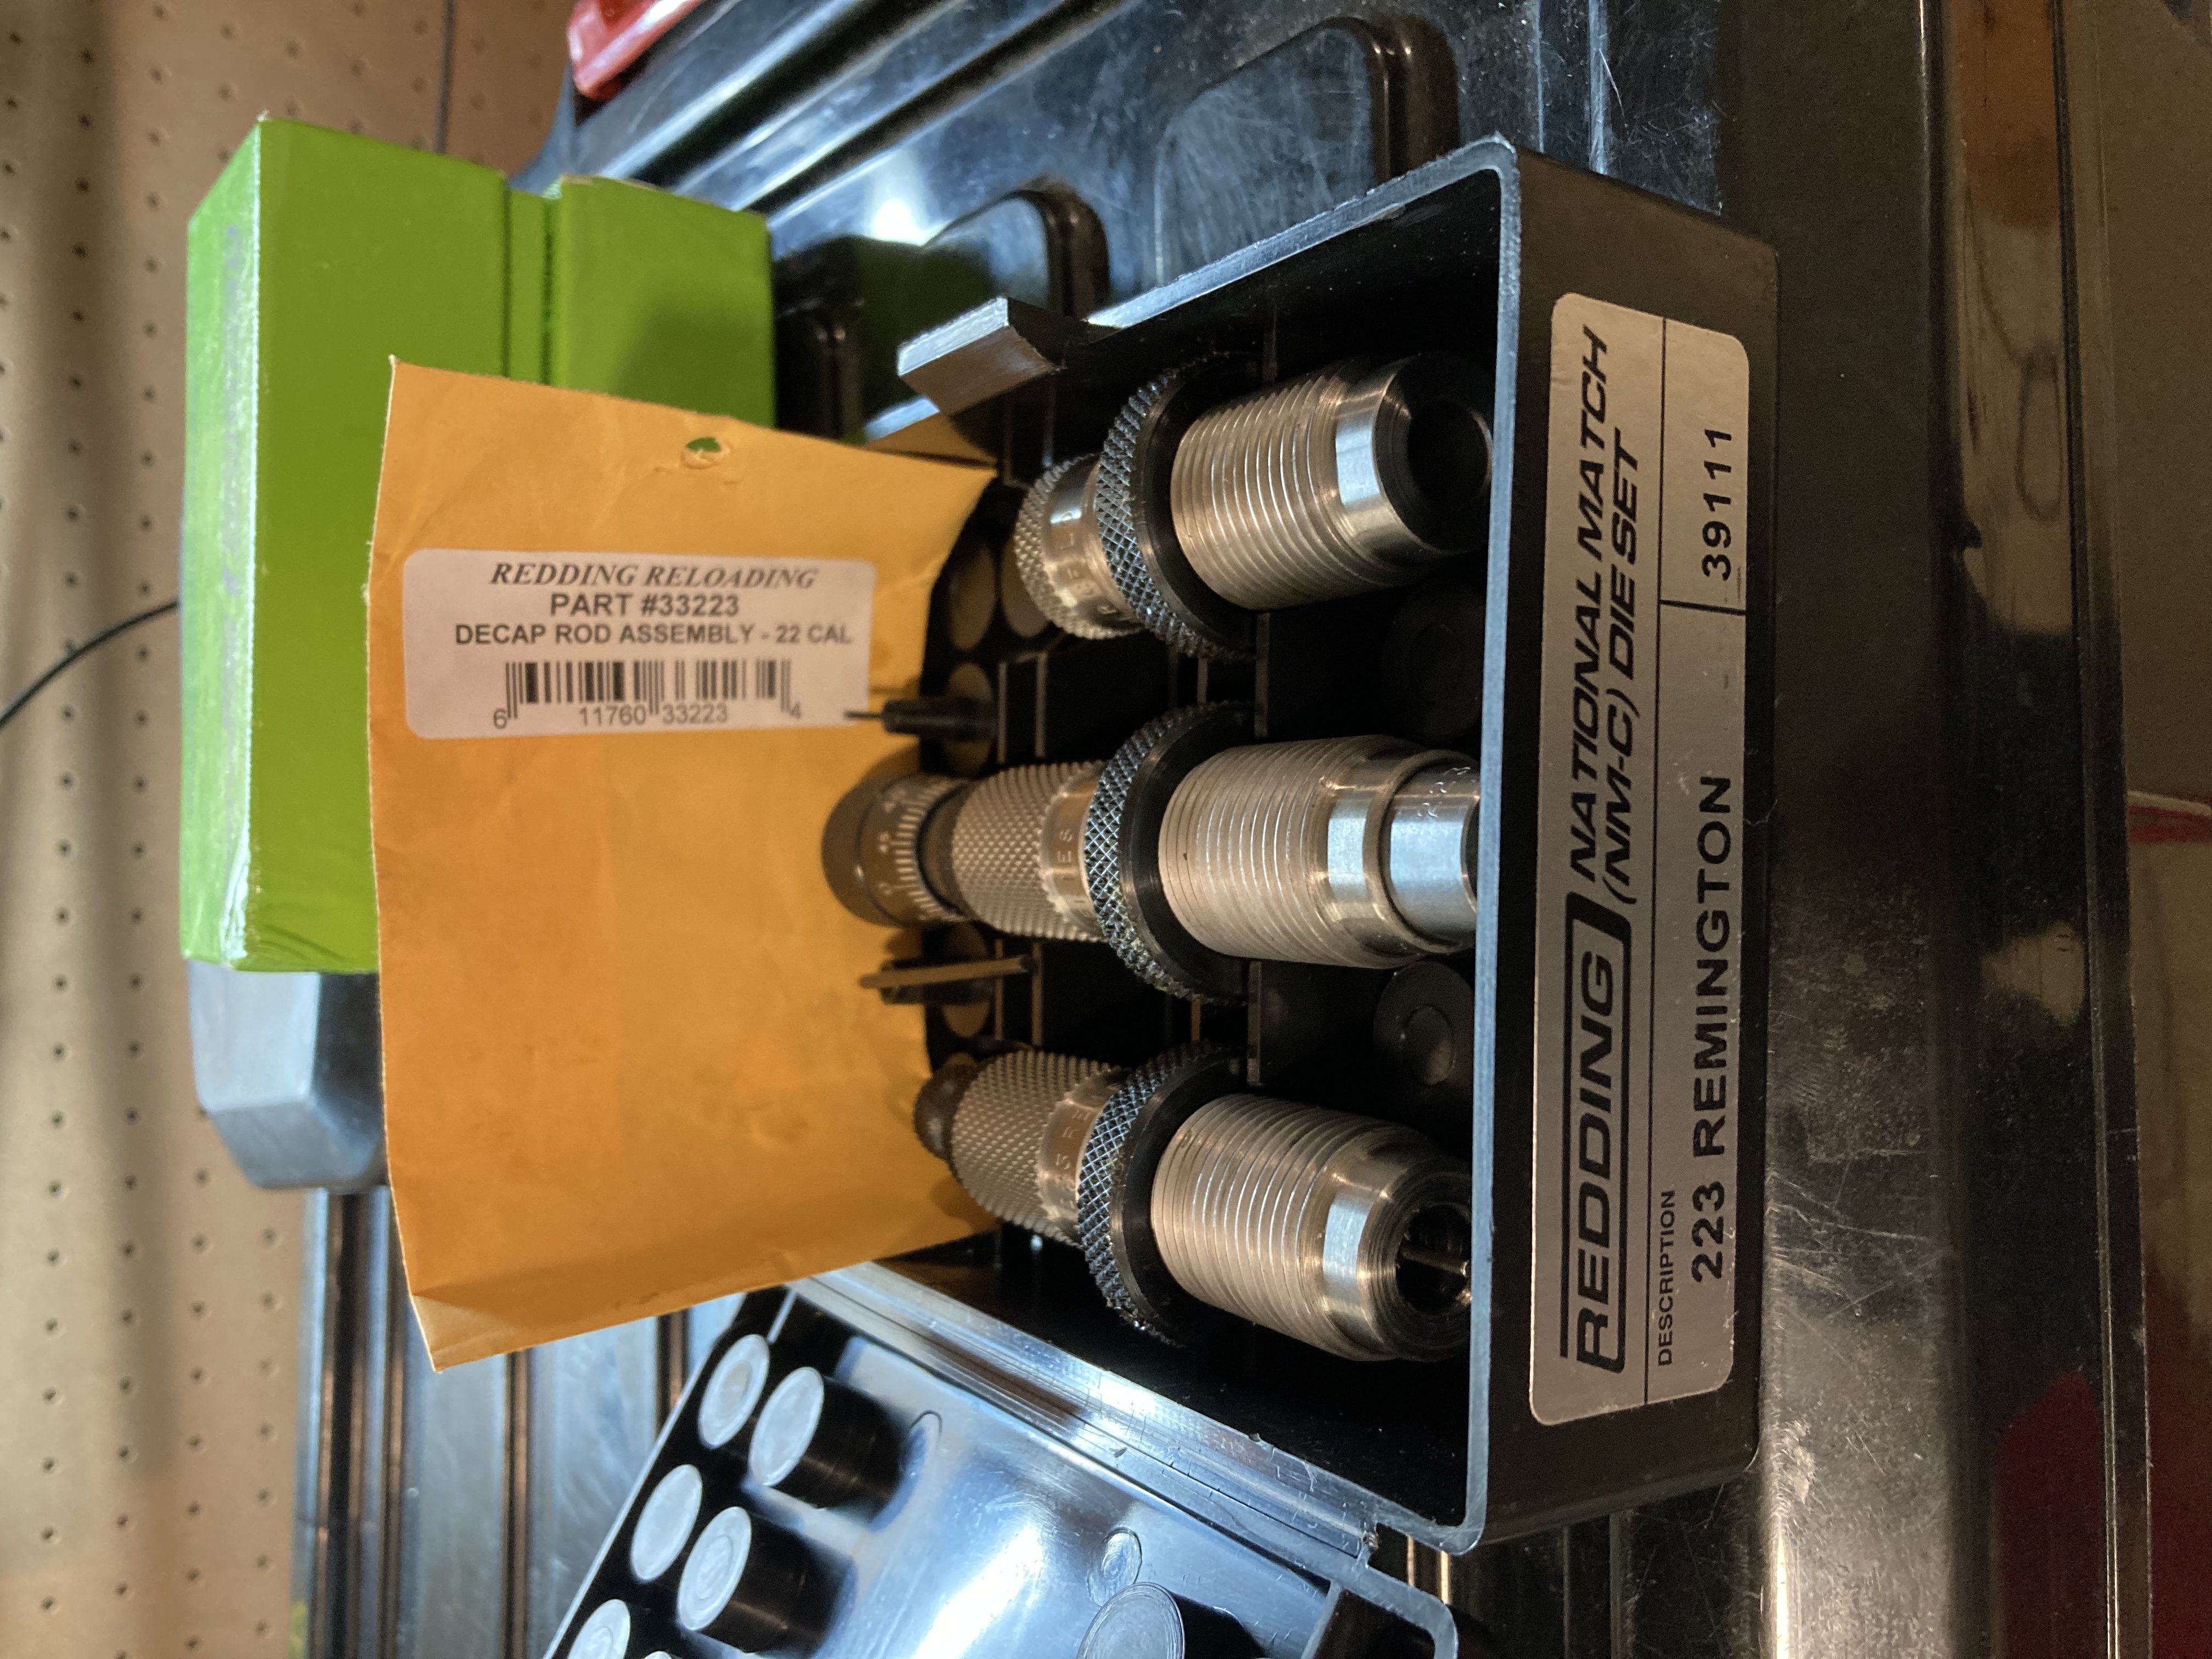 REDDING RELOADING
PART #33223
DECAP ROD ASSEMBLY - 22 CAL
6 11760 33223 4
REDDING NATIONAL MATCH
(NM-C) DIE SET
DESCRIPTION
223 REMINGTON 39111